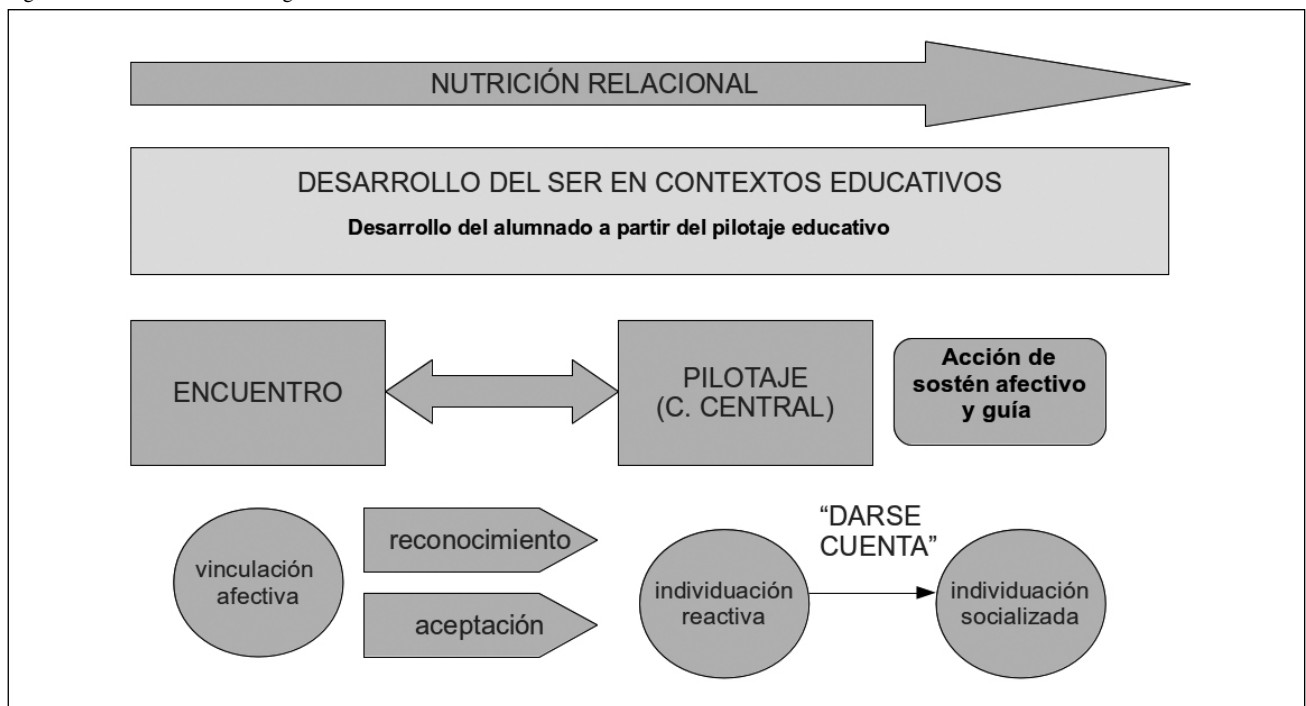 NUTRICIÓN RELACIONAL
DESARROLLO DEL SER EN CONTEXTOS EDUCATIVOS
Desarrollo del alumnado a partir del pilotaje educativo
ENCUENTRO
PILOTAJE
(C. CENTRAL)
Acción de
sostén afectivo
y guía
vinculación
afectiva
reconocimiento
aceptación
individuación
reactiva
“DARSE
CUENTA”
individuación
socializada